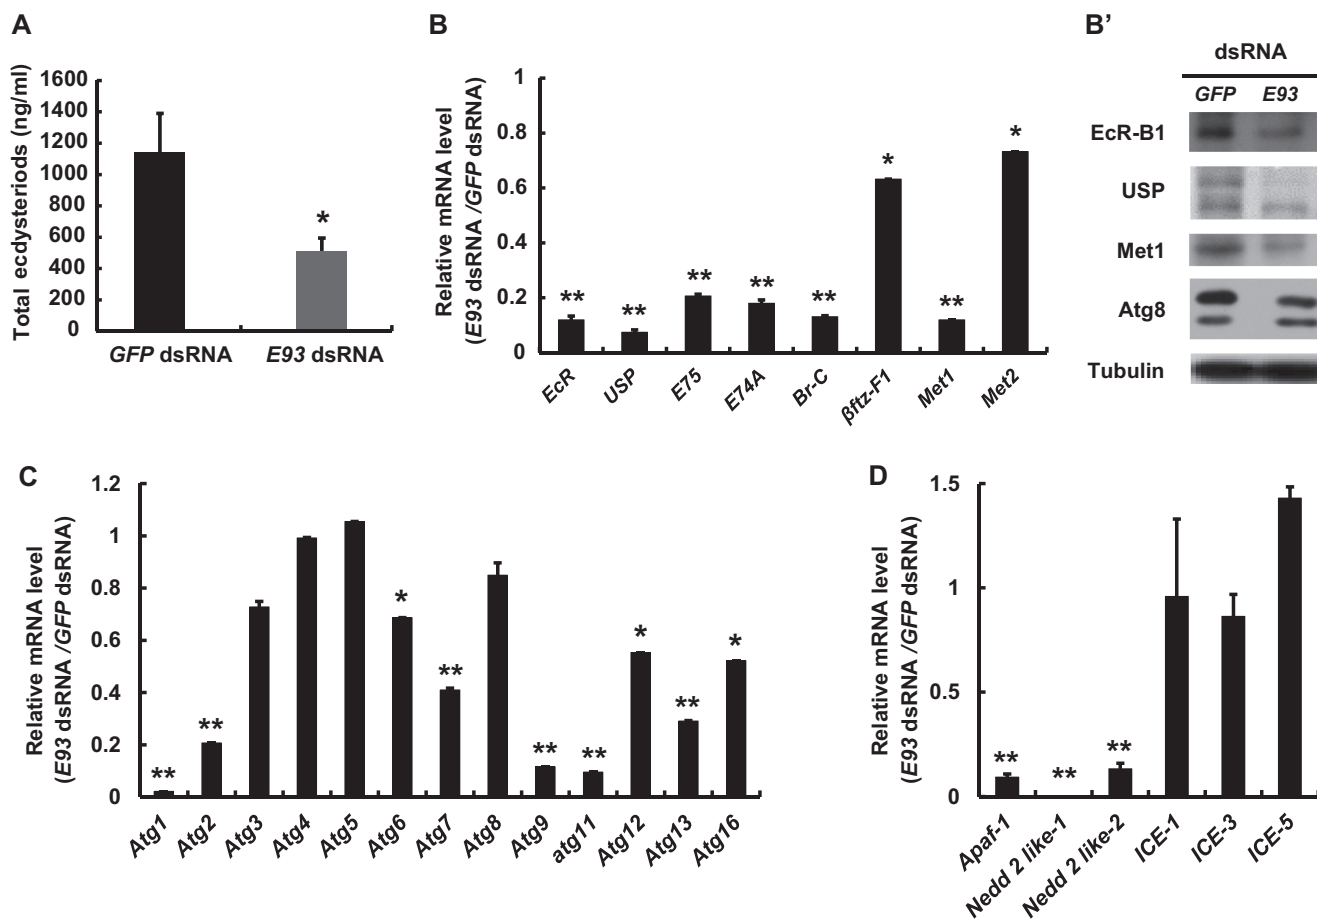 A
Total ecdysteriods (ng/ml)
1600
1400
1200
1000
800
600
400
200
0
*
GFP dsRNA
E93 dsRNA
B
Relative mRNA level
(E93 dsRNA /GFP dsRNA)
1
0.8
0.6
0.4
0.2
0
** ** ** ** ** * ** *
EcR
USP
E75
E74A
Br-C
βftz-F1
Met1
Met2
B’
dsRNA
GFP E93
EcR-B1
USP
Met1
Atg8
Tubulin
C
Relative mRNA level
(E93 dsRNA /GFP dsRNA)
1.2
1
0.8
0.6
0.4
0.2
0
** ** * ** ** ** * ** *
Atg1
Atg2
Atg3
Atg4
Atg5
Atg6
Atg7
Atg8
Atg9
atg11
Atg12
Atg13
Atg16
D
Relative mRNA level
(E93 dsRNA /GFP dsRNA)
1.5
1
0.5
0
** ** **
Apaf-1
Nedd 2 like-1
Nedd 2 like-2
ICE-1
ICE-3
ICE-5